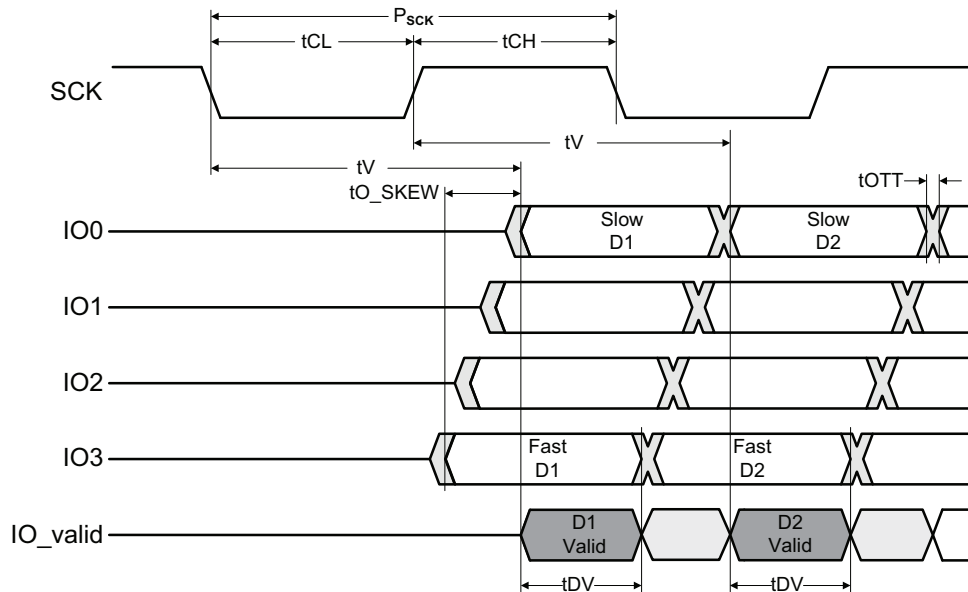 P_SCK
tCL tCH
SCK
tV
tV
tO_SKEW
tOTT
IO0
Slow
D1
Slow
D2
IO1
IO2
IO3
Fast
D1
Fast
D2
IO_valid
D1
Valid
D2
Valid
tDV tDV